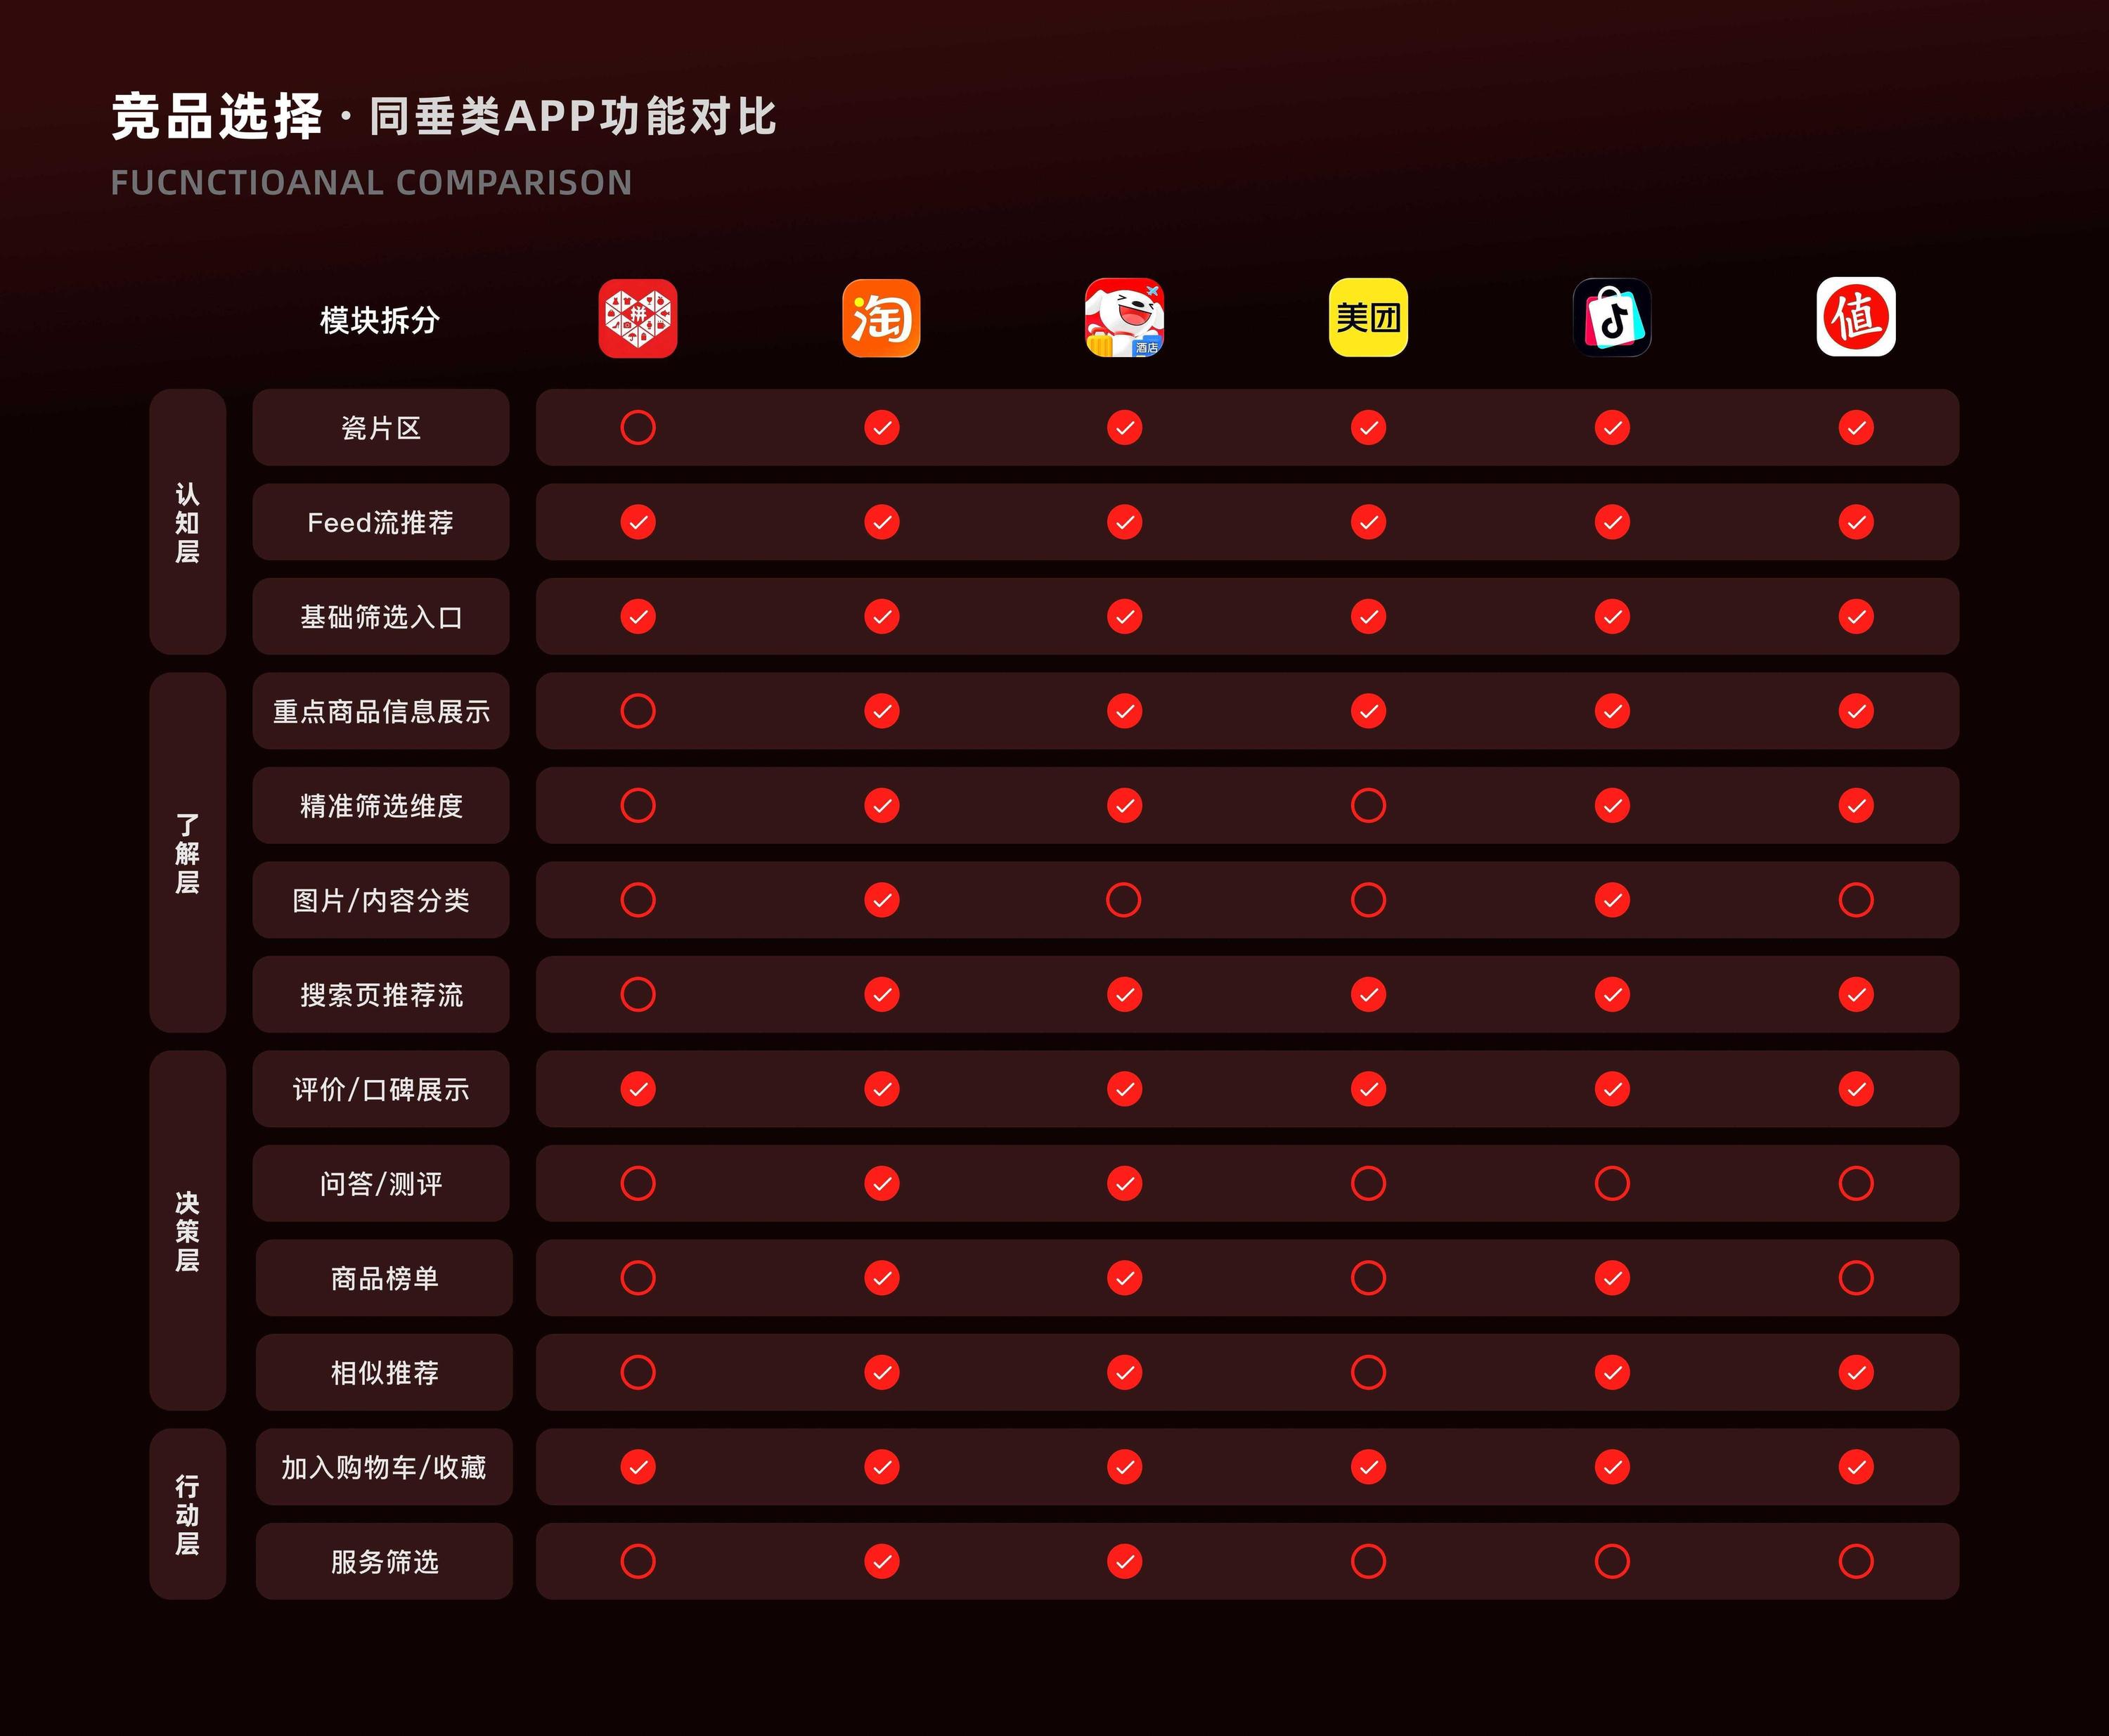 竞品选择·同垂类APP功能对比
FUCNCTIOANAL COMPARISON
模块拆分
拼
淘
酒店
美团
值
认知层
瓷片区
Feed流推荐
基础筛选入口
了解层
重点商品信息展示
精准筛选维度
图片/内容分类
搜索页推荐流
决策层
评价/口碑展示
问答/测评
商品榜单
相似推荐
行动层
加入购物车/收藏
服务筛选